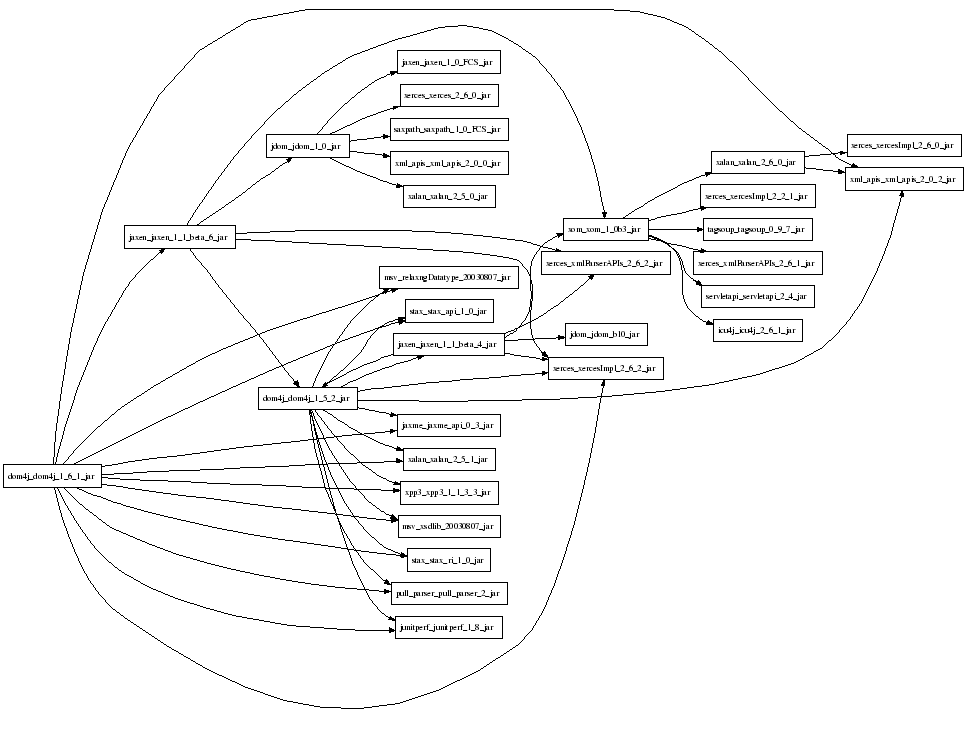 jaxen_jaxen_1_0_FCS_jar
xerces_xerces_2_6_0_jar
saxpath_saxpath_1_0_FCS_jar
jdom_jdom_1_0_jar
xml_apis_xml_apis_2_0_0_jar
xalan_xalan_2_5_0_jar
xalan_xalan_2_6_0_jar
xerces_xercesImpl_2_6_0_jar
xml_apis_xml_apis_2_0_2_jar
xerces_xercesImpl_2_2_1_jar
jaxen_jaxen_1_1_beta_6_jar
xom_xom_1_0b3_jar
tagsoup_tagsoup_0_9_7_jar
xerces_xmlParserAPIs_2_6_2_jar
xerces_xmlParserAPIs_2_6_1_jar
msv_relaxngDatatype_20030807_jar
servletapi_servletapi_2_4_jar
stax_stax_api_1_0_jar
icu4j_icu4j_2_6_1_jar
jaxen_jaxen_1_1_beta_4_jar
jdom_jdom_b10_jar
xerces_xercesImpl_2_6_2_jar
dom4j_dom4j_1_5_2_jar
jaxme_jaxme_api_0_3_jar
xalan_xalan_2_5_1_jar
dom4j_dom4j_1_6_1_jar
xpp3_xpp3_1_1_3_3_jar
msv_xsdlib_20030807_jar
stax_stax_ri_1_0_jar
pull_parser_pull_parser_2_jar
junitperf_junitperf_1_8_jar